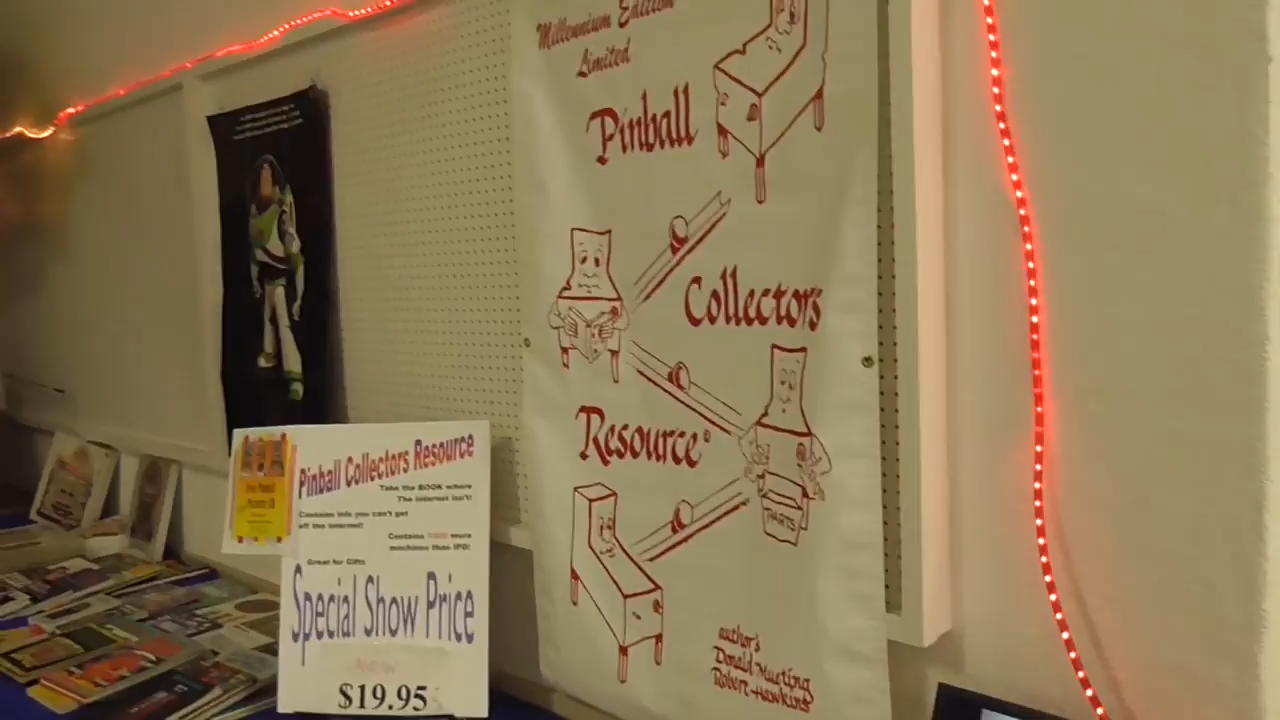 Millennium Edition
Limited
Pinball
Collectors
Resource
PARTS
author's
Donald Mueting
Robert Hawkins
Pinball Collectors Resource
Take the BOOK where
The internet isn't!
Contains info you can't get
off the internet!
Contains more
machines than IPD!
Great for Gifts
Special Show Price
$19.95